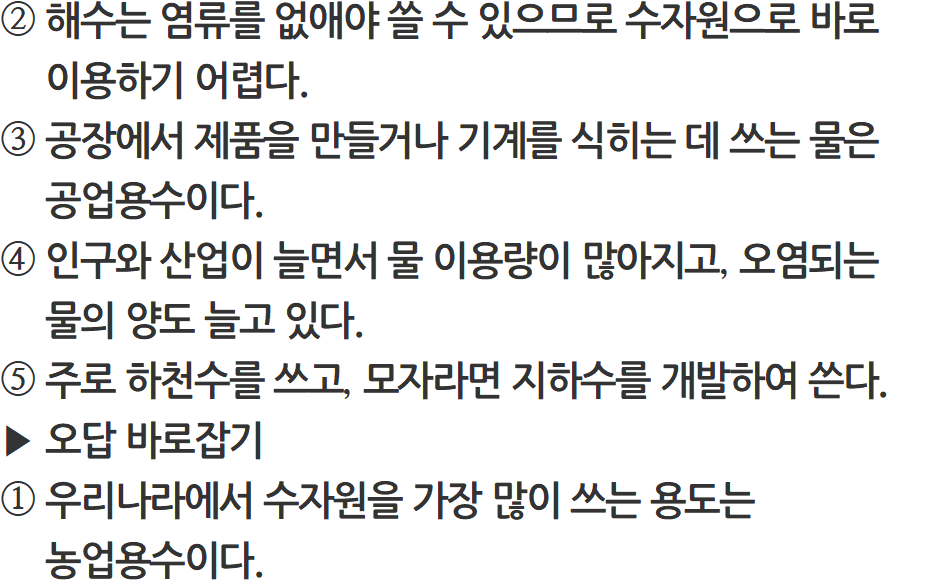 ② 해수는 염류를 없애야 쓸 수 있으므로 수자원으로 바로
이용하기 어렵다.
③ 공장에서 제품을 만들거나 기계를 식히는 데 쓰는 물은
공업용수이다.
④ 인구와 산업이 늘면서 물 이용량이 많아지고, 오염되는
물의 양도 늘고 있다.
⑤ 주로 하천수를 쓰고, 모자라면 지하수를 개발하여 쓴다.
▶ 오답 바로잡기
① 우리나라에서 수자원을 가장 많이 쓰는 용도는
농업용수이다.